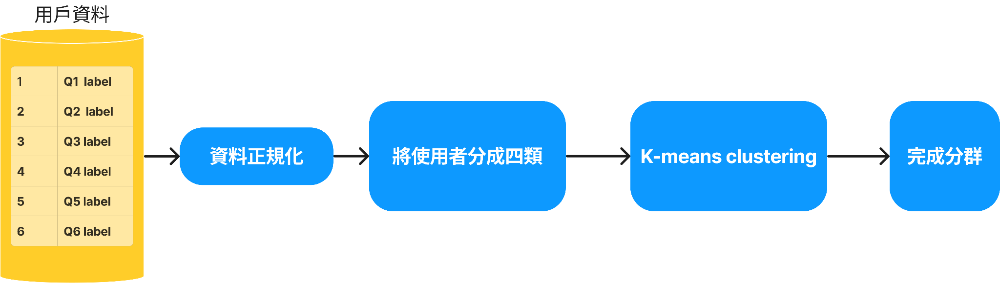 用戶資料
1 Q1 label
2 Q2 label
3 Q3 label
4 Q4 label
5 Q5 label
6 Q6 label
資料正規化
將使用者分成四類
K-means clustering
完成分群